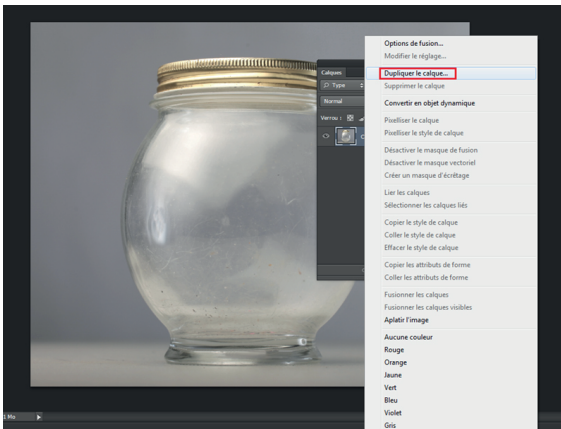 Calques
Type
Normal
Verrou :
1 Mo
Options de fusion...
Modifier le réglage...
Dupliquer le calque...
Supprimer le calque
Convertir en objet dynamique
Pixelliser le calque
Pixelliser le style de calque
Désactiver le masque de fusion
Désactiver le masque vectoriel
Créer un masque d'écrêtage
Lier les calques
Sélectionner les calques liés
Copier le style de calque
Coller le style de calque
Effacer le style de calque
Copier les attributs de forme
Coller les attributs de forme
Fusionner les calques
Fusionner les calques visibles
Aplatir l'image
Aucune couleur
Rouge
Orange
Jaune
Vert
Bleu
Violet
Gris